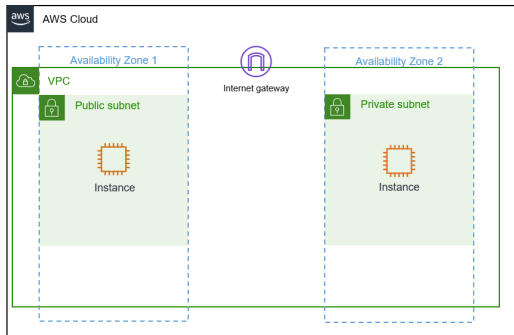 aws
AWS Cloud
Availability Zone 1
Availability Zone 2
Internet gateway
VPC
Public subnet
Private subnet
Instance
Instance